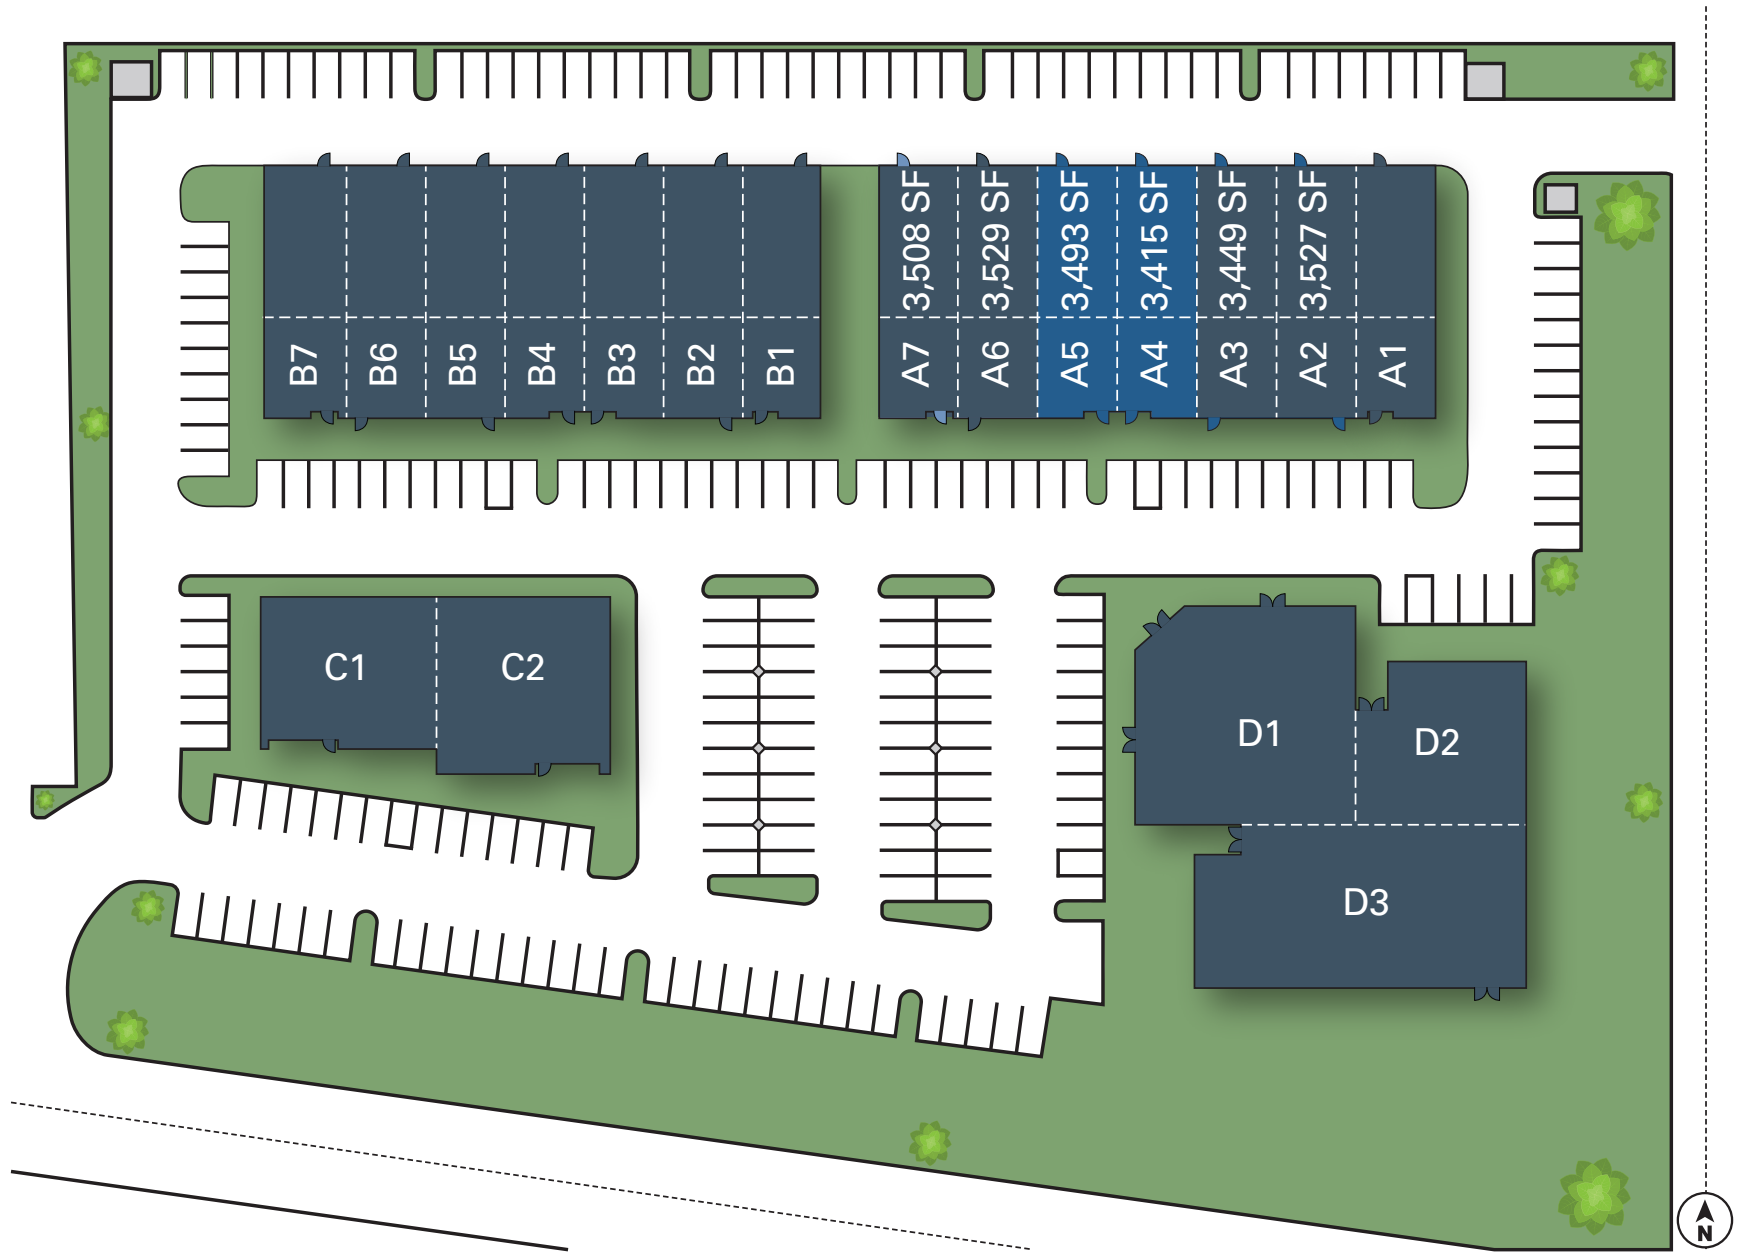 3,508 SF
3,529 SF
3,493 SF
3,415 SF
3,449 SF
3,527 SF
B7
B6
B5
B4
B3
B2
B1
A7
A6
A5
A4
A3
A2
A1
C1
C2
D1
D2
D3
N